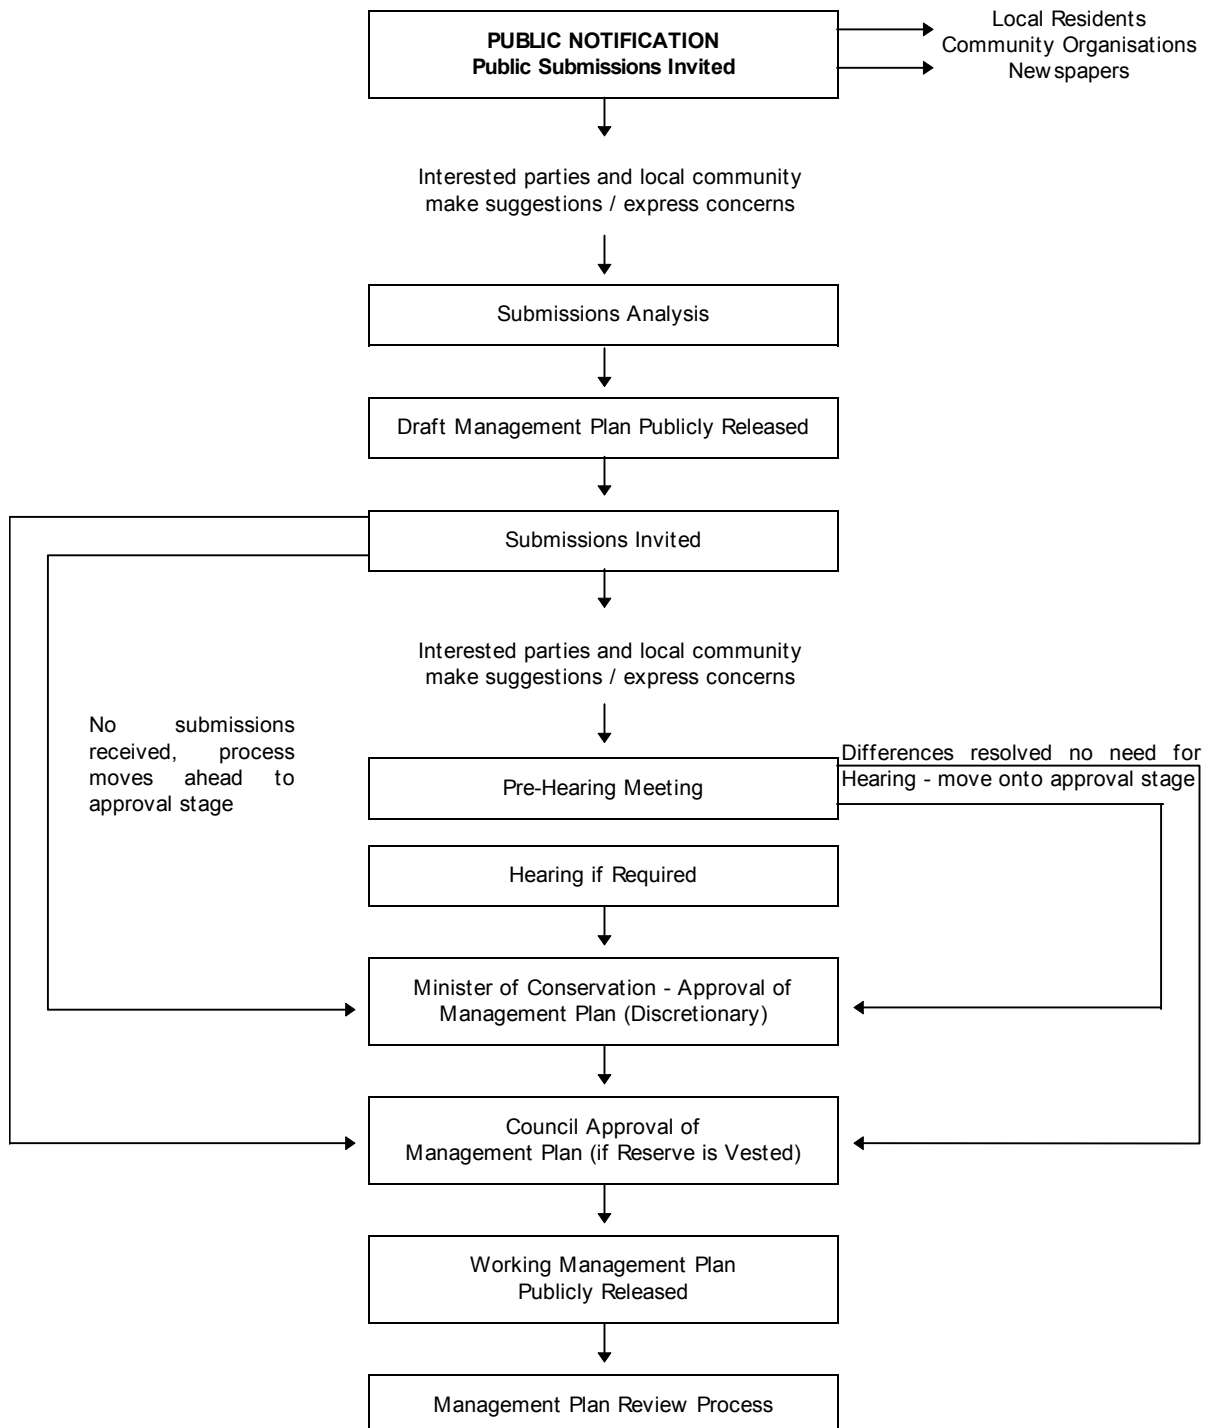 PUBLIC NOTIFICATION
Public Submissions Invited
Local Residents
Community Organisations
Newspapers
Interested parties and local community
make suggestions / express concerns
Submissions Analysis
Draft Management Plan Publicly Released
Submissions Invited
Interested parties and local community
make suggestions / express concerns
No submissions
received, process
moves ahead to
approval stage
Differences resolved no need for
Hearing - move onto approval stage
Pre-Hearing Meeting
Hearing if Required
Minister of Conservation - Approval of
Management Plan (Discretionary)
Council Approval of
Management Plan (if Reserve is Vested)
Working Management Plan
Publicly Released
Management Plan Review Process